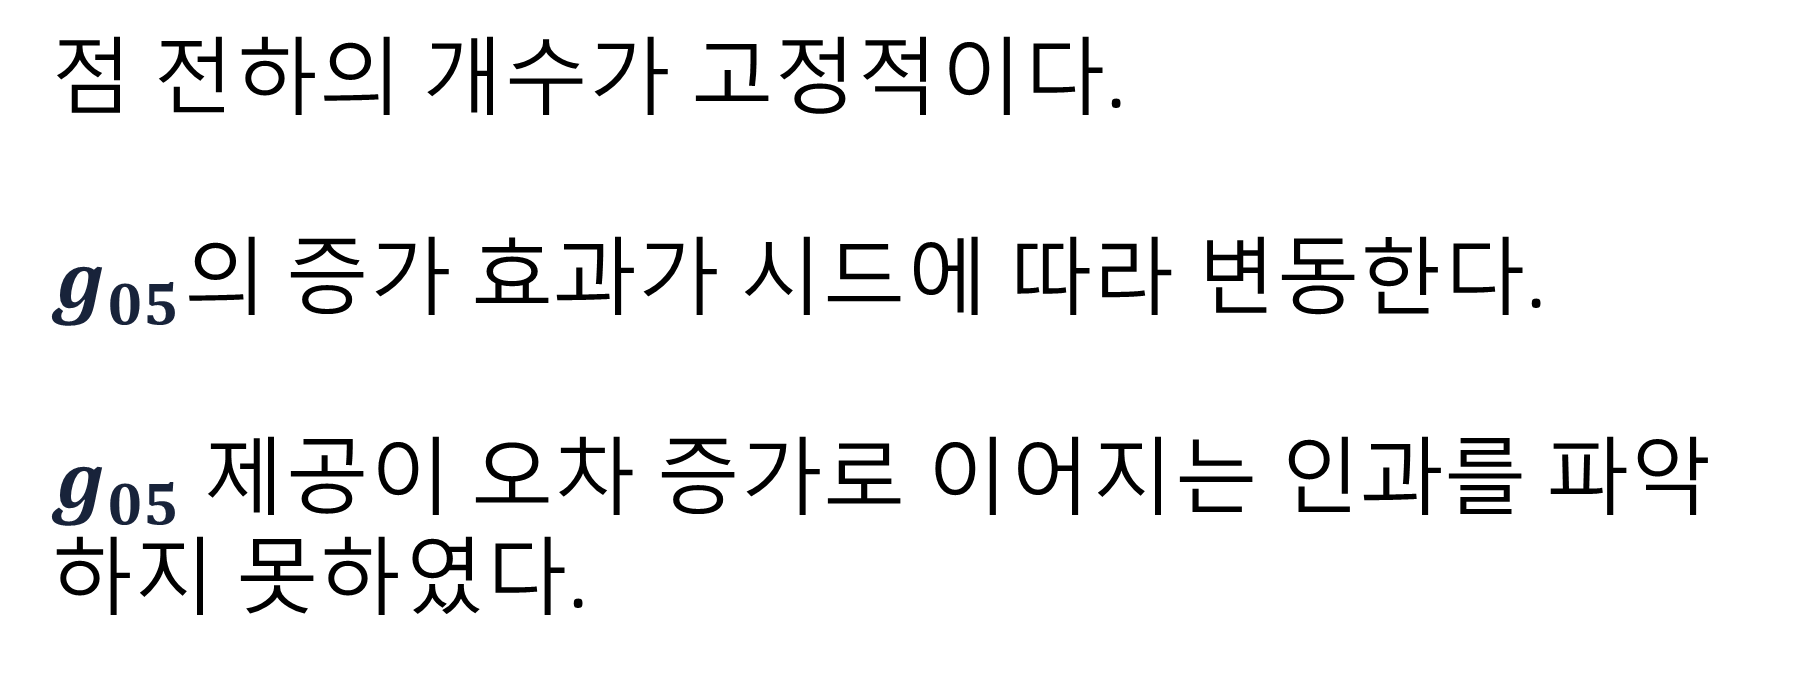 점 전하의 개수가 고정적이다.
g05의 증가 효과가 시드에 따라 변동한다.
g05 제공이 오차 증가로 이어지는 인과를 파악
하지 못하였다.